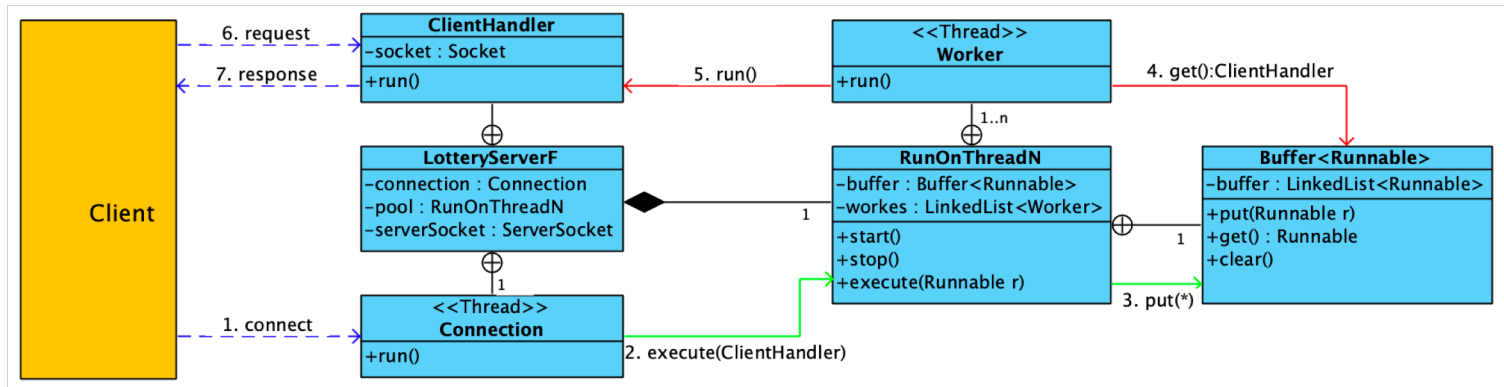 Client
6. request
7. response
1. connect
ClientHandler
-socket : Socket
+run()
5. run()
<<Thread>>
Worker
+run()
4. get():ClientHandler
1..n
LotteryServerF
-connection : Connection
-pool : RunOnThreadN
-serverSocket : ServerSocket
1
1
RunOnThreadN
-buffer : Buffer<Runnable>
-workes : LinkedList<Worker>
+start()
+stop()
+execute(Runnable r)
1
Buffer<Runnable>
-buffer : LinkedList<Runnable>
+put(Runnable r)
+get() : Runnable
+clear()
3. put(*)
<<Thread>>
Connection
+run()
2. execute(ClientHandler)